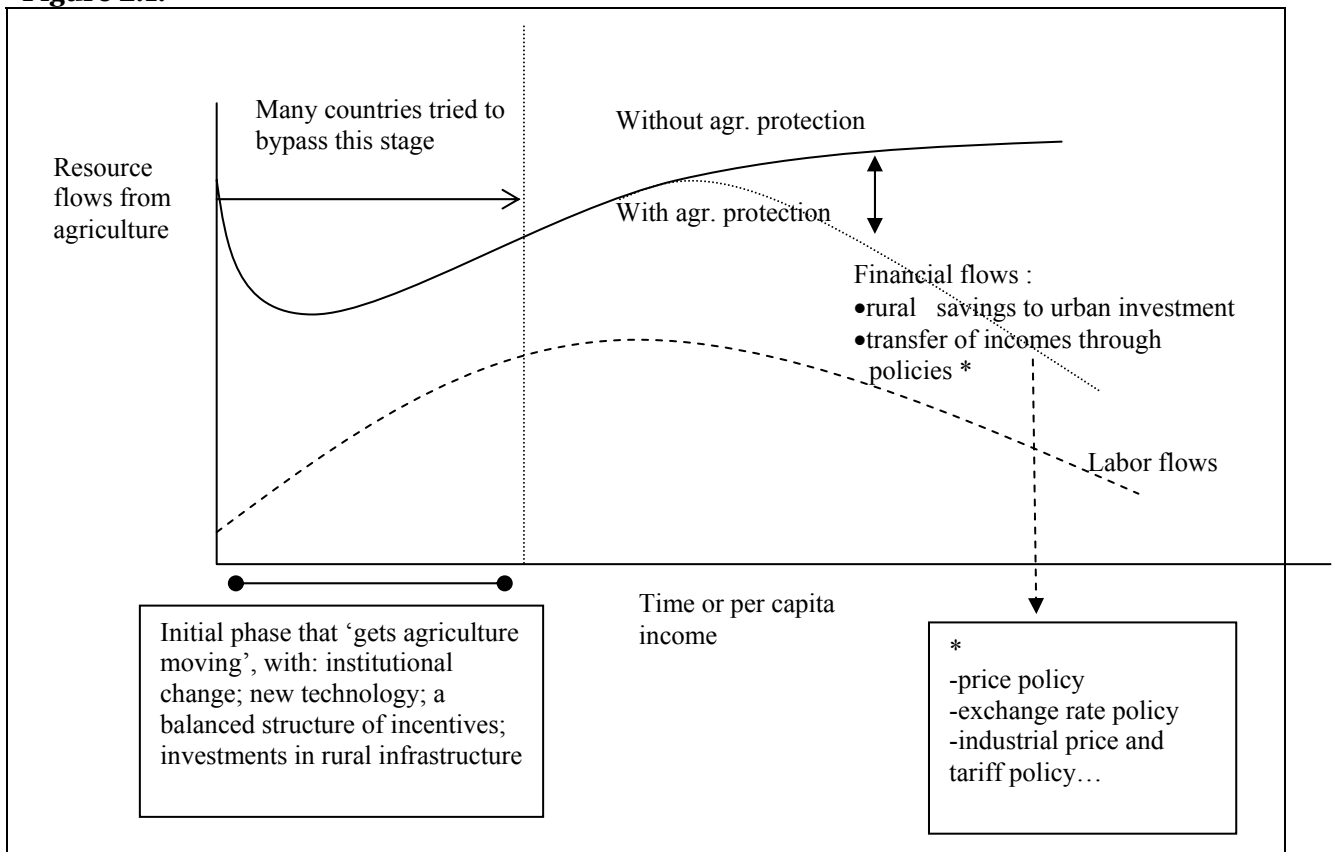 Many countries tried to
bypass this stage
Without agr. protection
Resource
flows from
agriculture
With agr. protection
Financial flows :
•rural savings to urban investment
•transfer of incomes through
policies *
Labor flows
Time or per capita
income
Initial phase that ‘gets agriculture
moving’, with: institutional
change; new technology; a
balanced structure of incentives;
investments in rural infrastructure
*
-price policy
-exchange rate policy
-industrial price and
tariff policy…